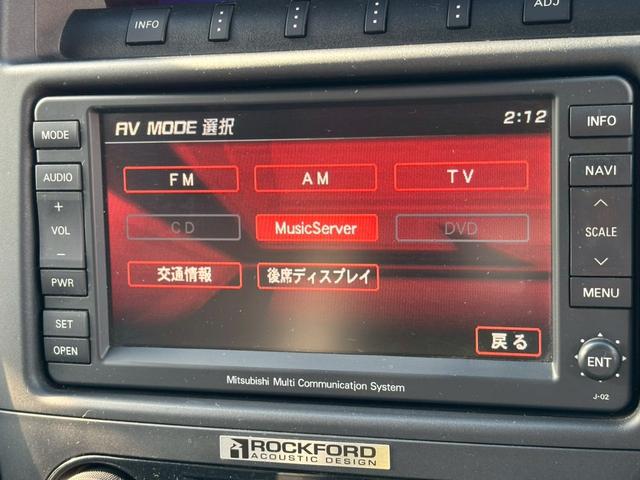 INFO
ADJ
MODE
AUDIO
+
VOL
−
PWR
SET
OPEN
AV MODE 選択 2:12
FM AM TV
CD MusicServer DVD
交通情報 後席ディスプレイ
戻る
INFO
NAVI
SCALE
MENU
ENT
J-02
Mitsubishi Multi Communication System
ROCKFORD
ACOUSTIC DESIGN